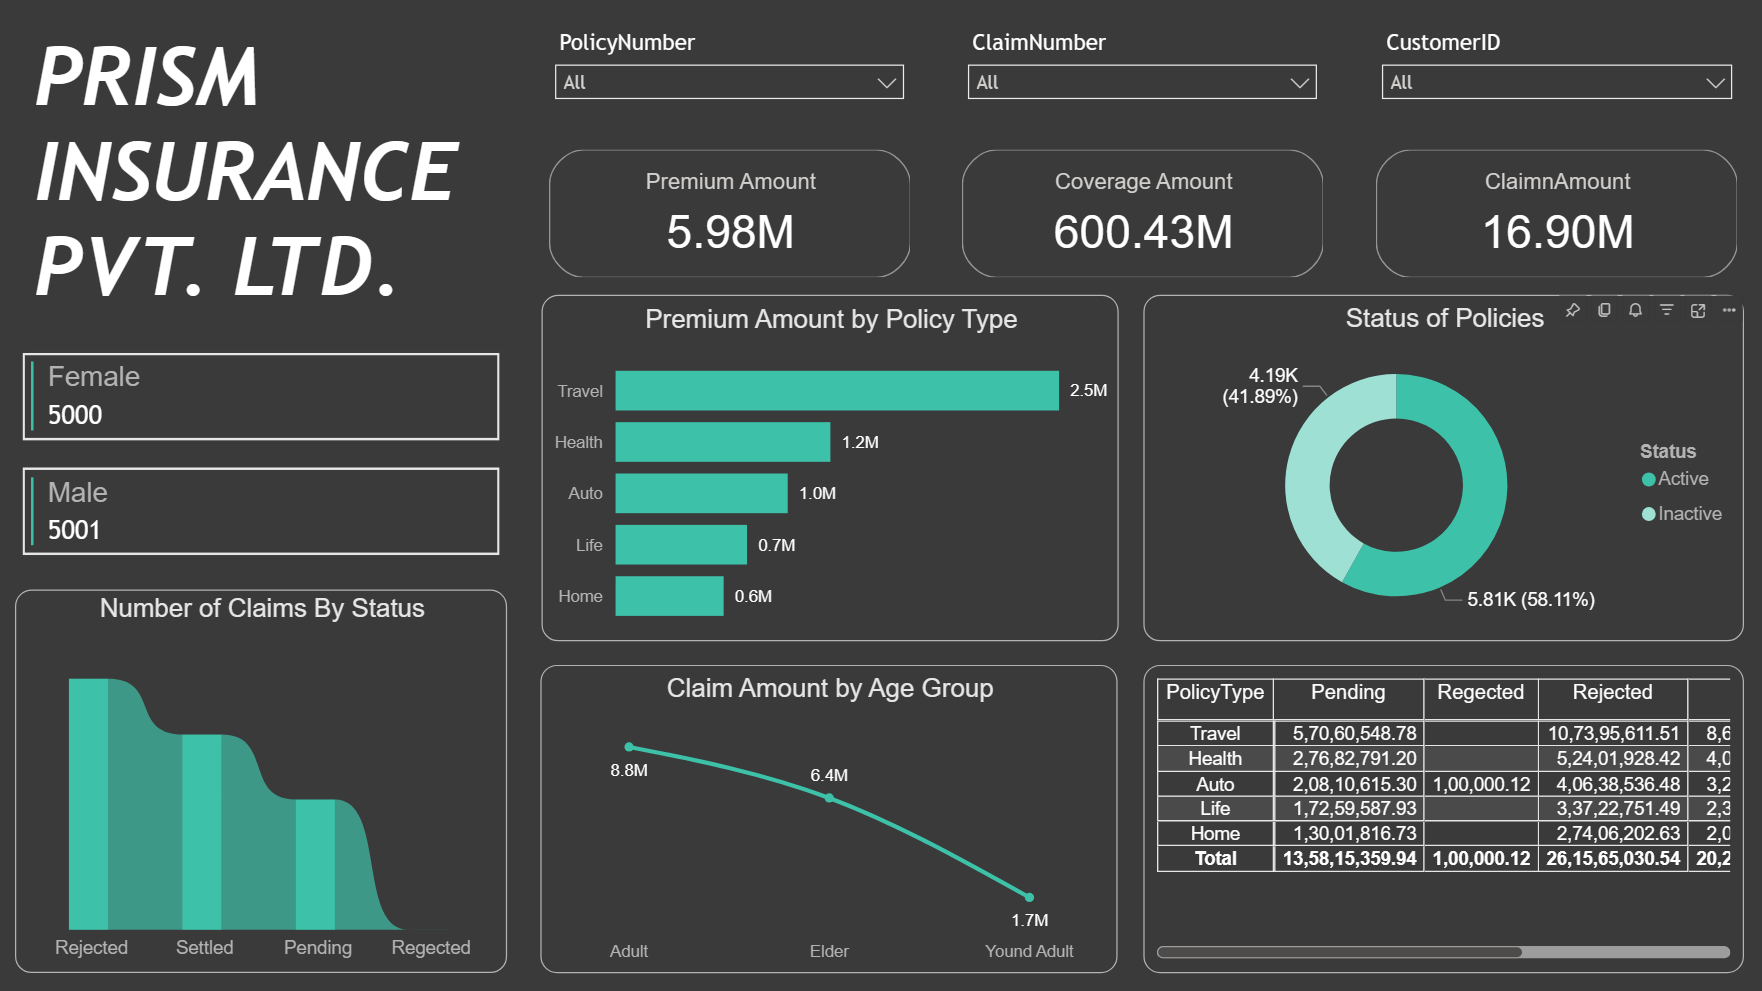 PRISM
INSURANCE
PVT. LTD.
PolicyNumber
All
ClaimNumber
All
CustomerID
All
Premium Amount
5.98M
Coverage Amount
600.43M
ClaimnAmount
16.90M
Female
5000
Male
5001
Premium Amount by Policy Type
Travel 2.5M
Health 1.2M
Auto 1.0M
Life 0.7M
Home 0.6M
Status of Policies
4.19K
(41.89%)
5.81K (58.11%)
Status
Active
Inactive
Number of Claims By Status
Rejected Settled Pending Regected
Claim Amount by Age Group
8.8M
6.4M
1.7M
Adult Elder Yound Adult
PolicyType Pending Regected Rejected
Travel 5,70,60,548.78 10,73,95,611.51 8,6
Health 2,76,82,791.20 5,24,01,928.42 4,0
Auto 2,08,10,615.30 1,00,000.12 4,06,38,536.48 3,2
Life 1,72,59,587.93 3,37,22,751.49 2,3
Home 1,30,01,816.73 2,74,06,202.63 2,0
Total 13,58,15,359.94 1,00,000.12 26,15,65,030.54 20,2